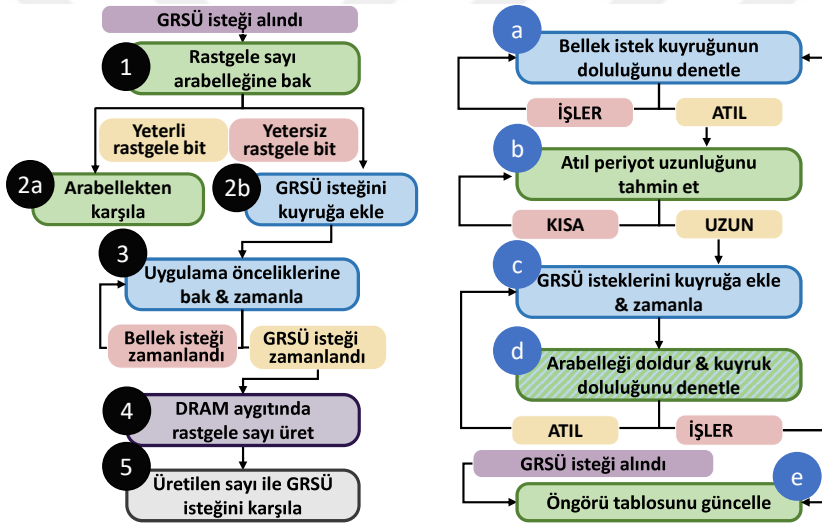 GRSÜ isteği alındı
1
Rastgele sayı
arabelleğine bak
Yeterli
rastgele bit
Yetersiz
rastgele bit
2a
Arabellekten
karşıla
2b
GRSÜ isteğini
kuyruğa ekle
3
Uygulama önceliklerine
bak & zamanla
Bellek isteği
zamanlandı
GRSÜ isteği
zamanlandı
4
DRAM aygıtında
rastgele sayı üret
5
Üretilen sayı ile GRSÜ
isteğini karşıla
a
Bellek istek kuyruğunun
doluluğunu denetle
İŞLER
ATIL
b
Atıl periyot uzunluğunu
tahmin et
KISA
UZUN
c
GRSÜ isteklerini kuyruğa ekle
& zamanla
d
Arabelleği doldur & kuyruk
doluluğunu denetle
ATIL
İŞLER
GRSÜ isteği alındı
e
Öngörü tablosunu güncelle